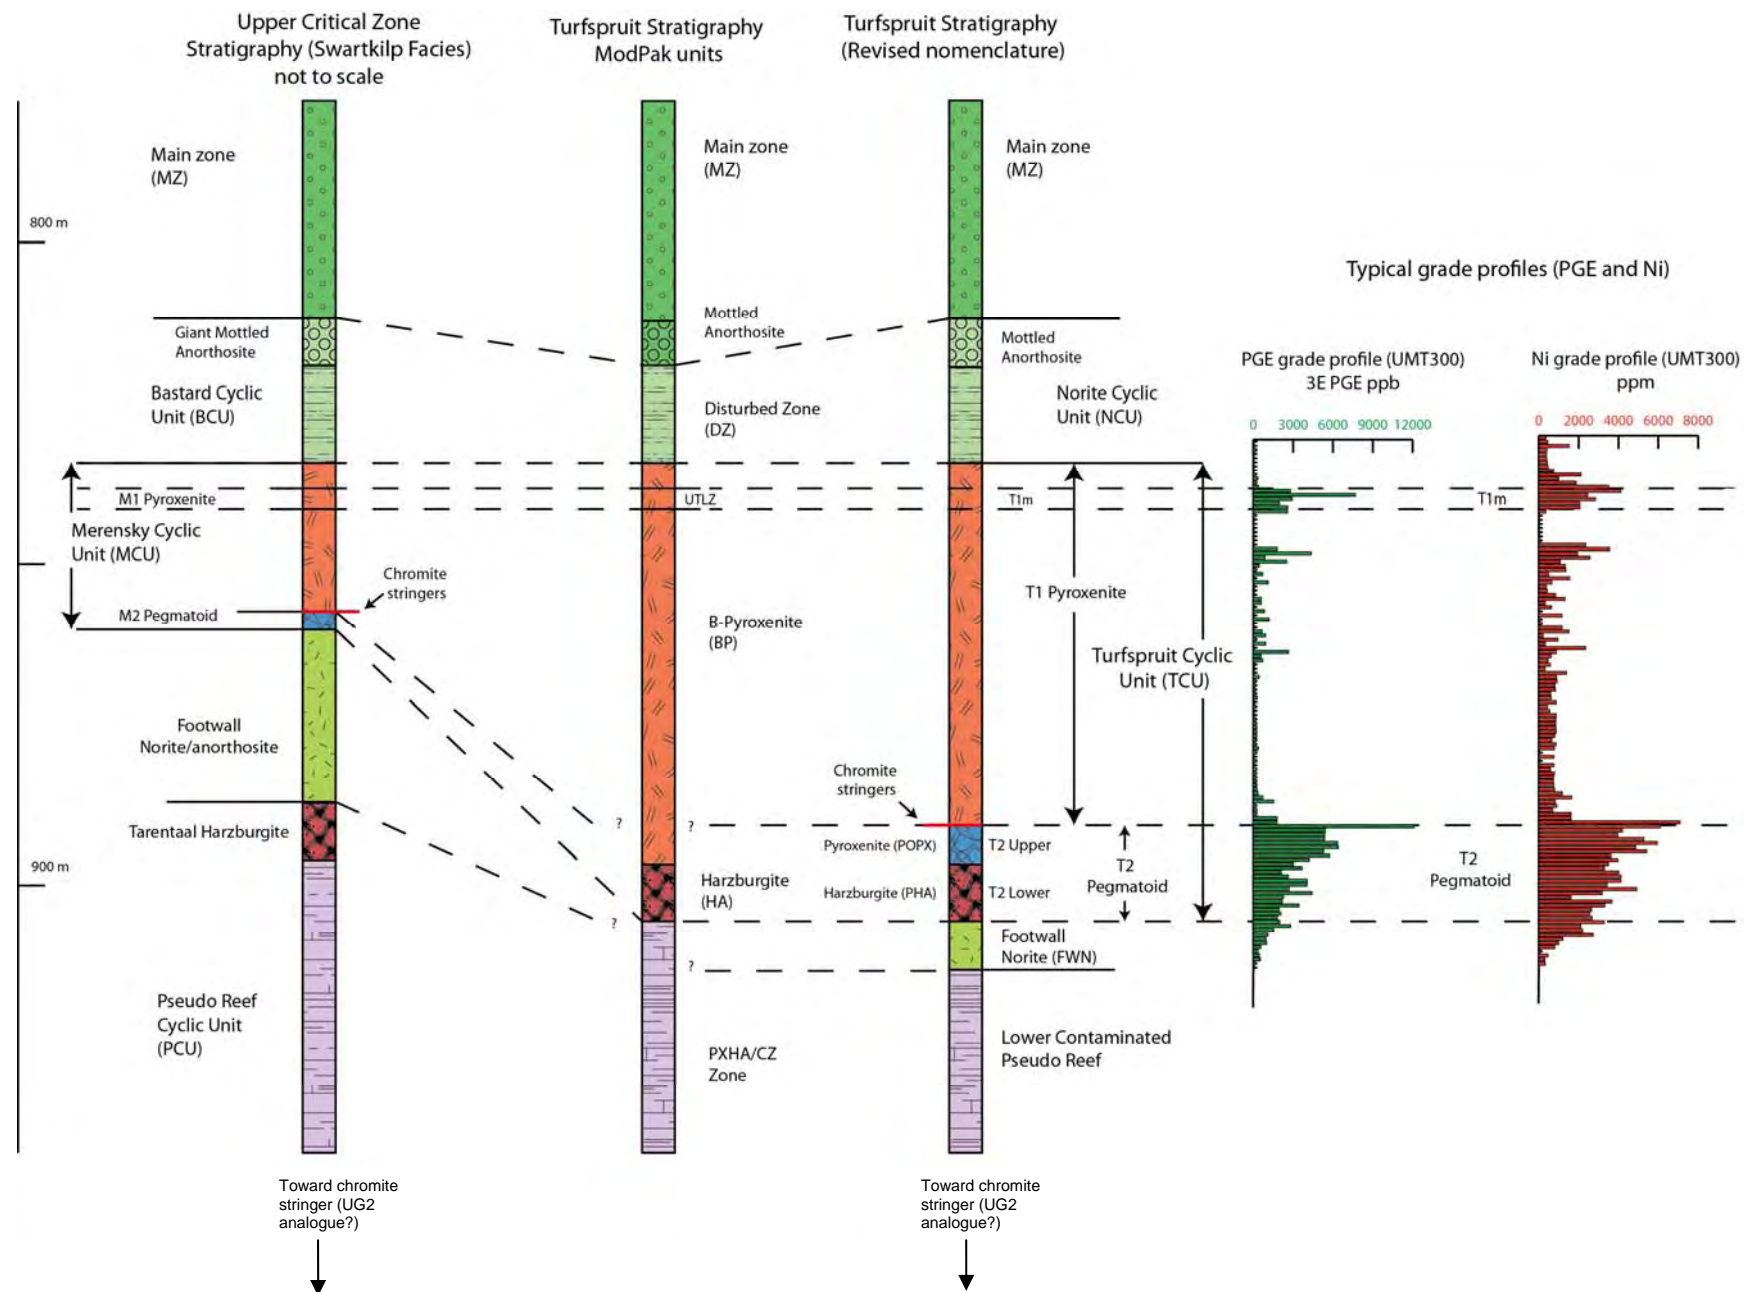 Upper Critical Zone
Stratigraphy (Swartkilp Facies)
not to scale
Turfspruit Stratigraphy
ModPak units
Turfspruit Stratigraphy
(Revised nomenclature)
800 m
900 m
Main zone
(MZ)
Giant Mottled
Anorthosite
Bastard Cyclic
Unit (BCU)
M1 Pyroxenite
Merensky Cyclic
Unit (MCU)
Chromite
stringers
M2 Pegmatoid
Footwall
Norite/anorthosite
Tarentaal Harzburgite
Pseudo Reef
Cyclic Unit
(PCU)
Toward chromite
stringer (UG2
analogue?)
Main zone
(MZ)
Mottled
Anorthosite
Disturbed Zone
(DZ)
UTLZ
B-Pyroxenite
(BP)
?
?
Harzburgite
(HA)
?
?
PXHA/CZ
Zone
Main zone
(MZ)
Mottled
Anorthosite
Norite Cyclic
Unit (NCU)
T1m
T1 Pyroxenite
Turfspruit Cyclic
Unit (TCU)
Chromite
stringers
Pyroxenite (POPX)
T2 Upper
T2
Pegmatoid
Harzburgite (PHA)
T2 Lower
Footwall
Norite (FWN)
Lower Contaminated
Pseudo Reef
Toward chromite
stringer (UG2
analogue?)
Typical grade profiles (PGE and Ni)
PGE grade profile (UMT300)
3E PGE ppb
0 3000 6000 9000 12000
Ni grade profile (UMT300)
ppm
0 2000 4000 6000 8000
T1m
T2
Pegmatoid